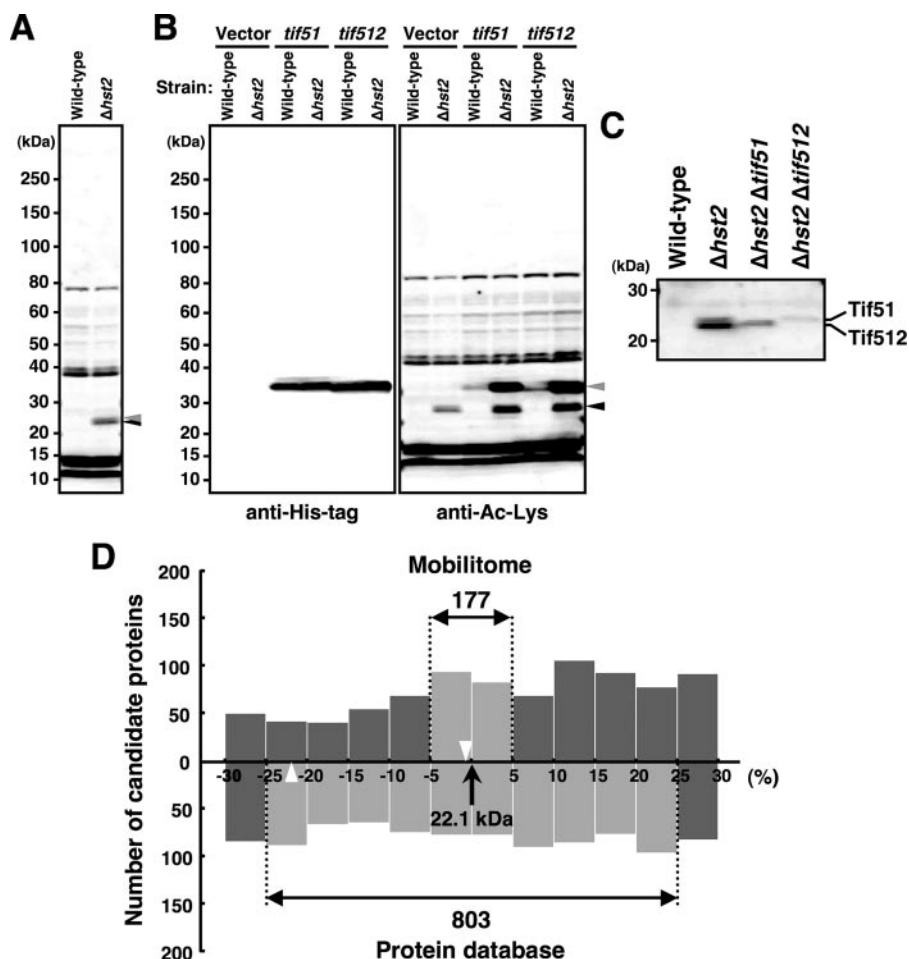 A
Wild-type
Δhst2
(kDa)
250
150
100
80
60
50
40
30
20
15
10
B
Vector tif51 tif512 Vector tif51 tif512
Strain: Wild-type Δhst2 Wild-type Δhst2 Wild-type Δhst2 Wild-type Δhst2 Wild-type Δhst2 Wild-type Δhst2
(kDa)
250
150
100
80
60
50
40
30
20
15
10
anti-His-tag anti-Ac-Lys
C
Wild-type
Δhst2
Δhst2 Δtif51
Δhst2 Δtif512
(kDa)
30
20
Tif51
Tif512
D
Mobilitome
177
Number of candidate proteins
200
150
100
50
0
50
100
150
200
-30 -25 -20 -15 -10 -5 0 5 10 15 20 25 30 (%)
22.1 kDa
803
Protein database